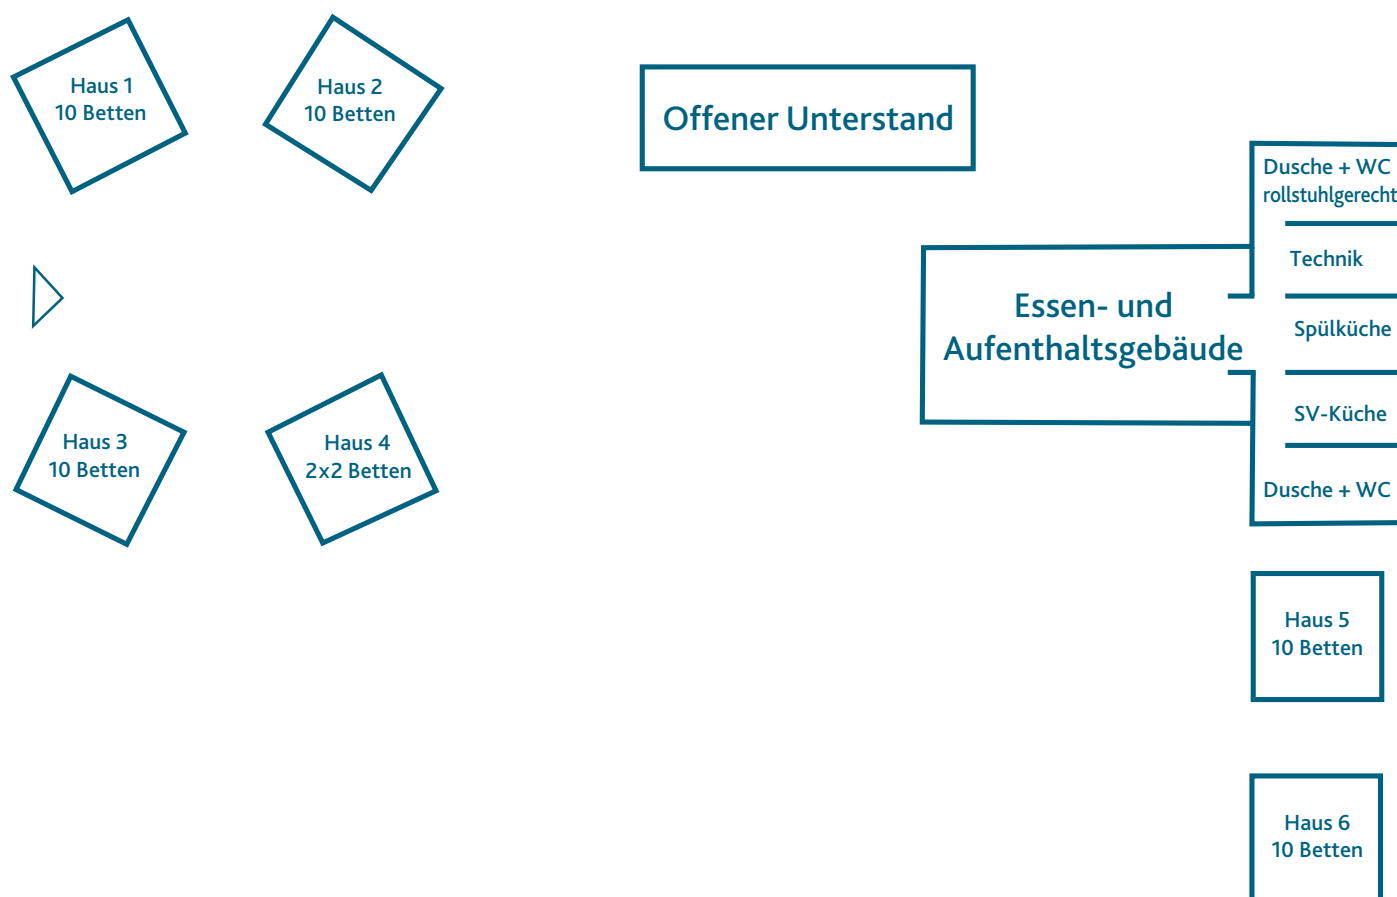 Haus 1
10 Betten
Haus 2
10 Betten
Offener Unterstand
Dusche + WC
rollstuhlgerecht
Technik
Essen- und
Aufenthaltsgebäude
Spülküche
SV-Küche
Dusche + WC
Haus 3
10 Betten
Haus 4
2x2 Betten
Haus 5
10 Betten
Haus 6
10 Betten